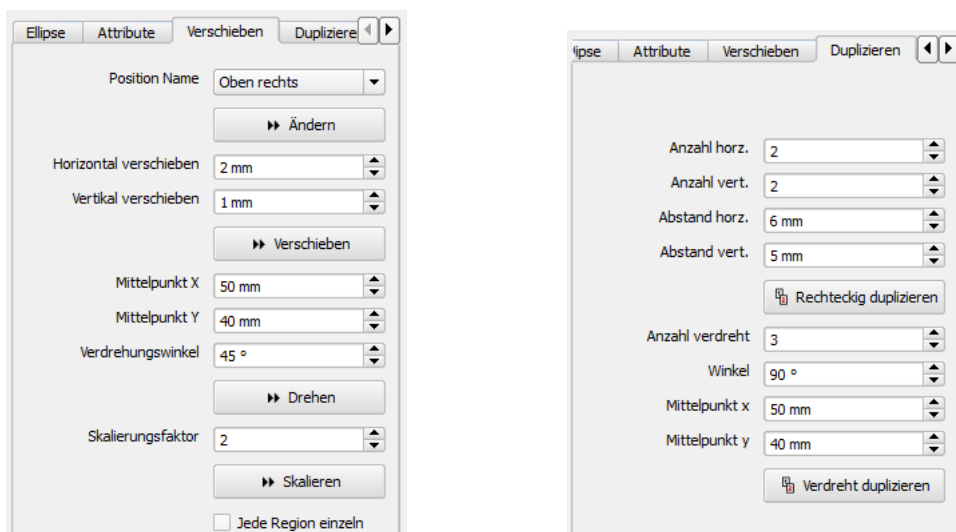 Ellipse Attribute Verschieben Dupliziere
Position Name Oben rechts
Ändern
Horizontal verschieben 2 mm
Vertikal verschieben 1 mm
Verschieben
Mittelpunkt X 50 mm
Mittelpunkt Y 40 mm
Verdrehungswinkel 45 °
Drehen
Skalierungsfaktor 2
Skalieren
Jede Region einzeln
lipse Attribute Verschieben Duplizieren
Anzahl horz. 2
Anzahl vert. 2
Abstand horz. 6 mm
Abstand vert. 5 mm
Rechteckig duplizieren
Anzahl verdreht 3
Winkel 90 °
Mittelpunkt x 50 mm
Mittelpunkt y 40 mm
Verdreht duplizieren